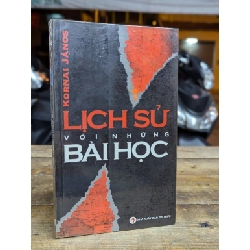 KORNAI JÁNOS
LỊCH SỬ
VỚI NHỮNG
BÀI HỌC